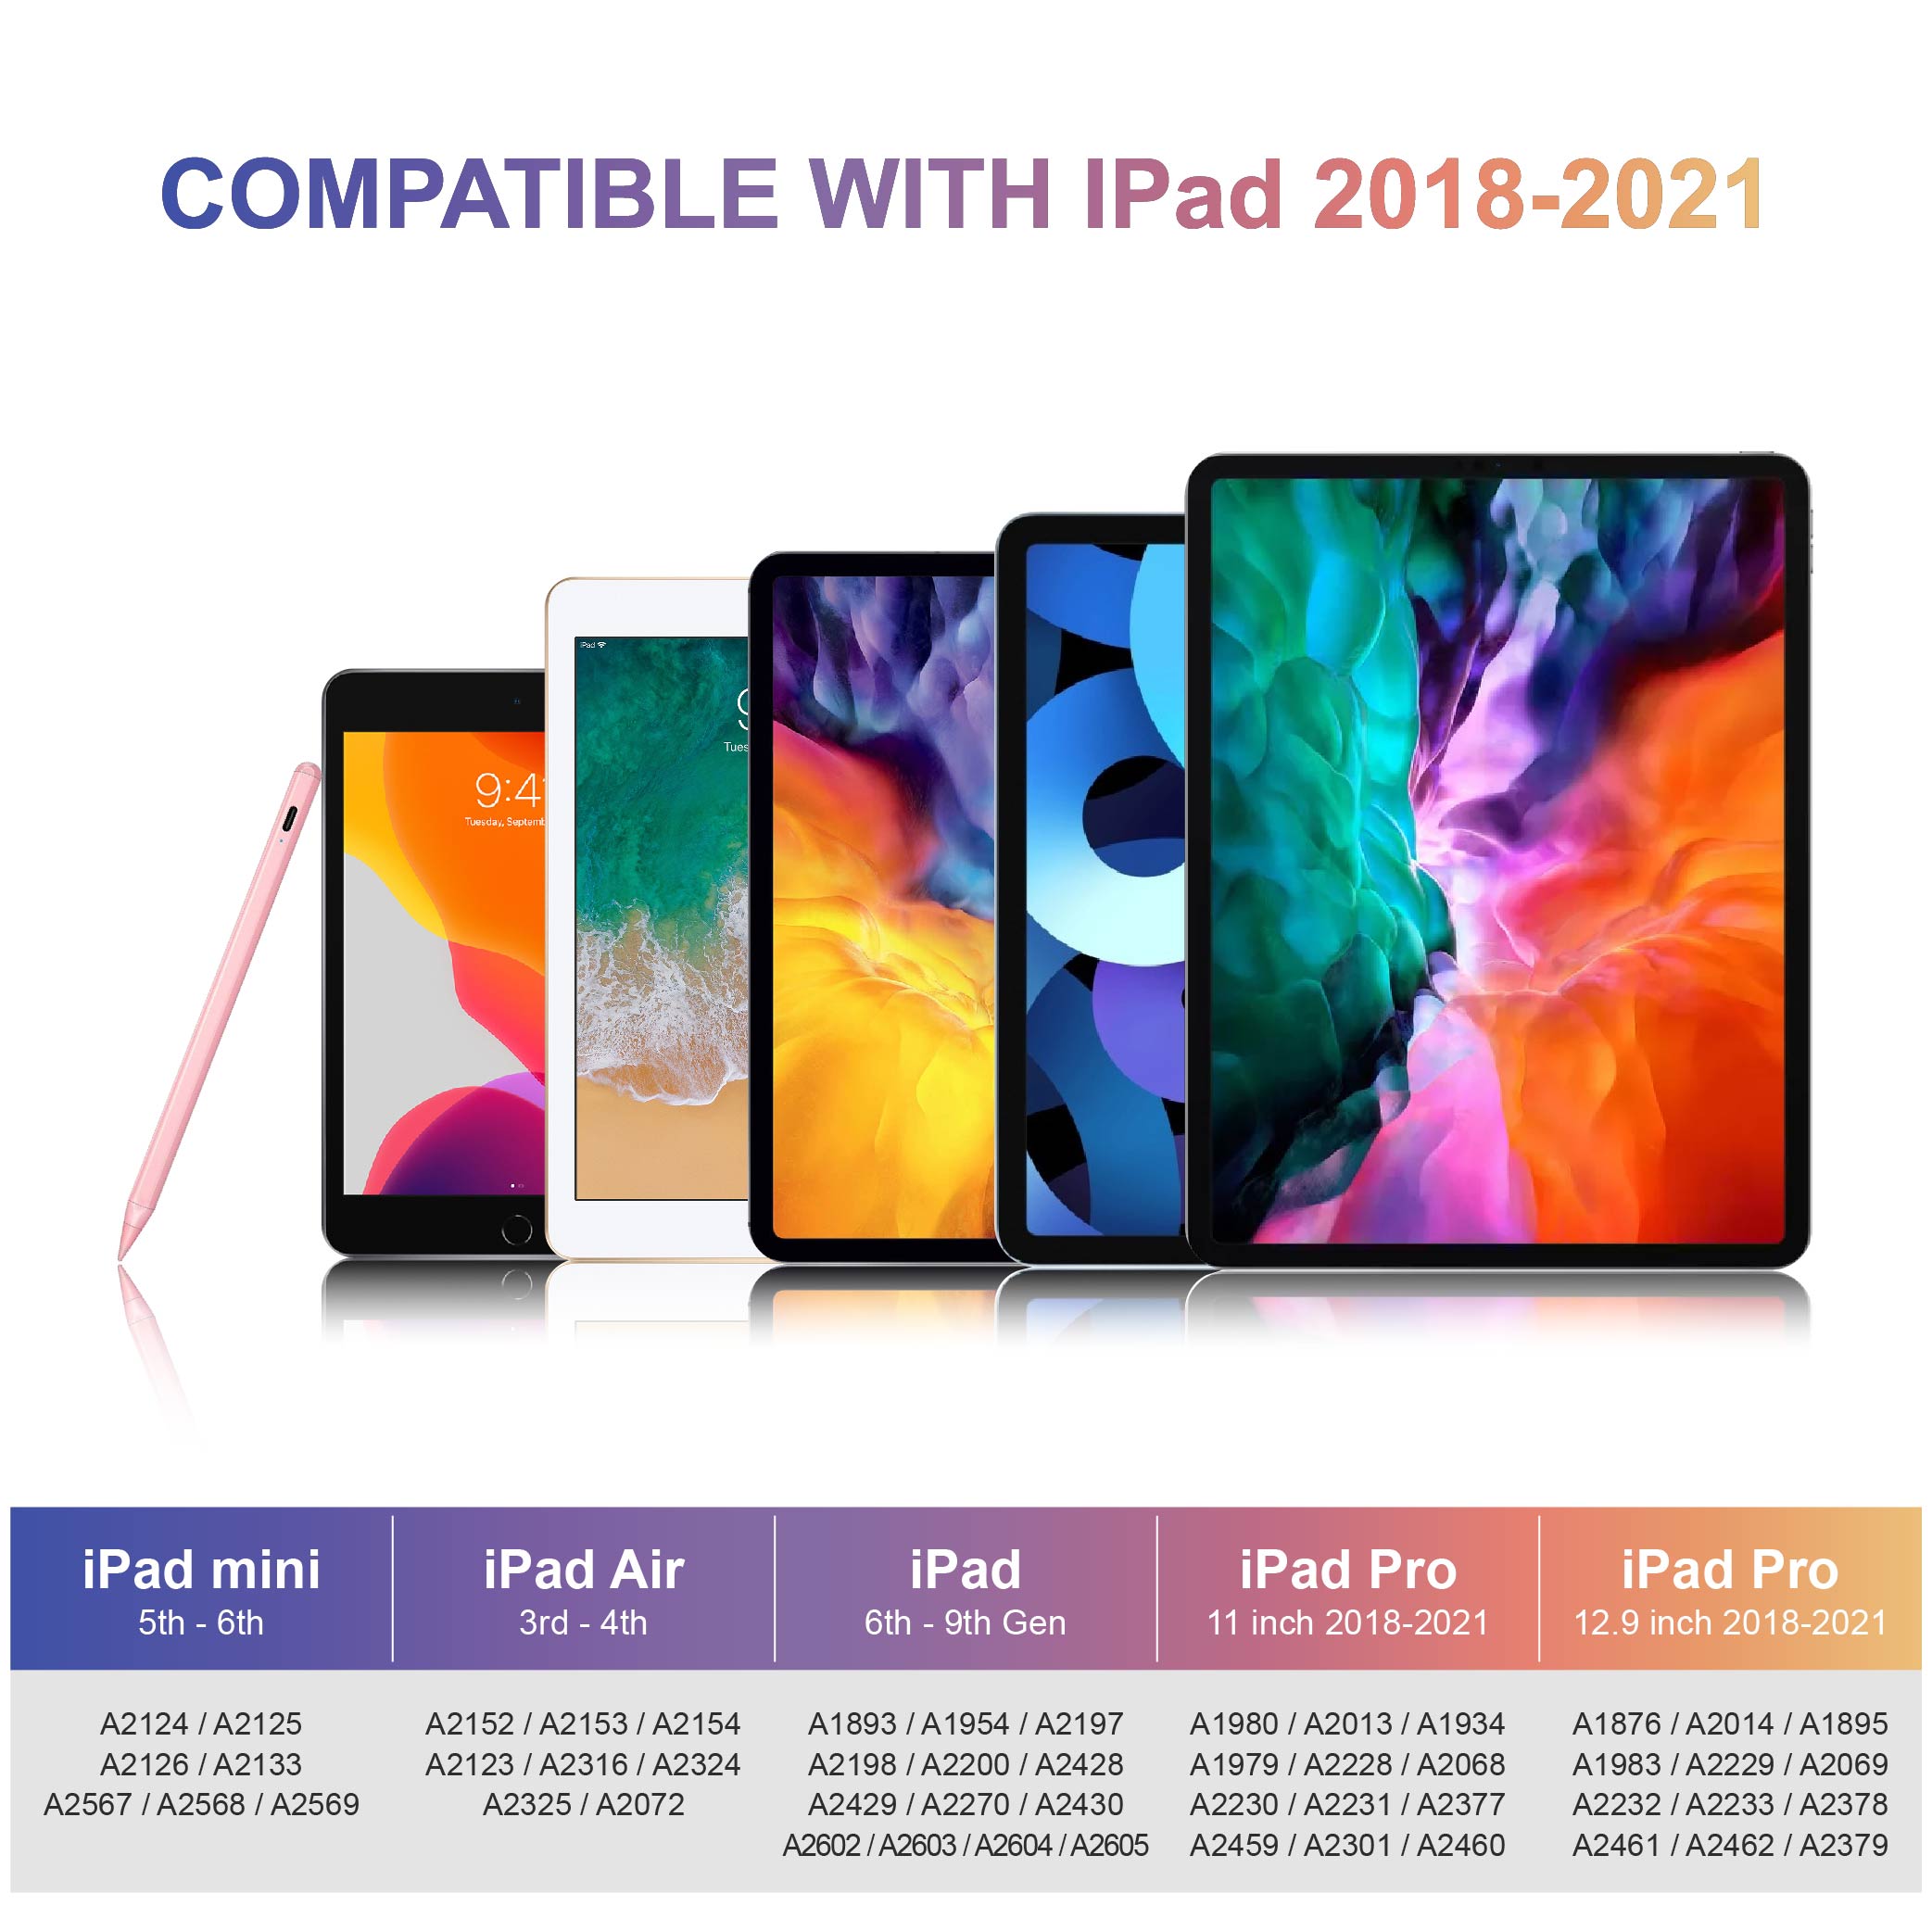 COMPATIBLE WITH IPad 2018-2021
iPad
9:4
Tuesday, Septemb
9
Tues
iPad mini
5th - 6th
iPad Air
3rd - 4th
iPad
6th - 9th Gen
iPad Pro
11 inch 2018-2021
iPad Pro
12.9 inch 2018-2021
A2124 / A2125
A2126 / A2133
A2567 / A2568 / A2569
A2152 / A2153 / A2154
A2123 / A2316 / A2324
A2325 / A2072
A1893 / A1954 / A2197
A2198 / A2200 / A2428
A2429 / A2270 / A2430
A2602 / A2603 / A2604 / A2605
A1980 / A2013 / A1934
A1979 / A2228 / A2068
A2230 / A2231 / A2377
A2459 / A2301 / A2460
A1876 / A2014 / A1895
A1983 / A2229 / A2069
A2232 / A2233 / A2378
A2461 / A2462 / A2379